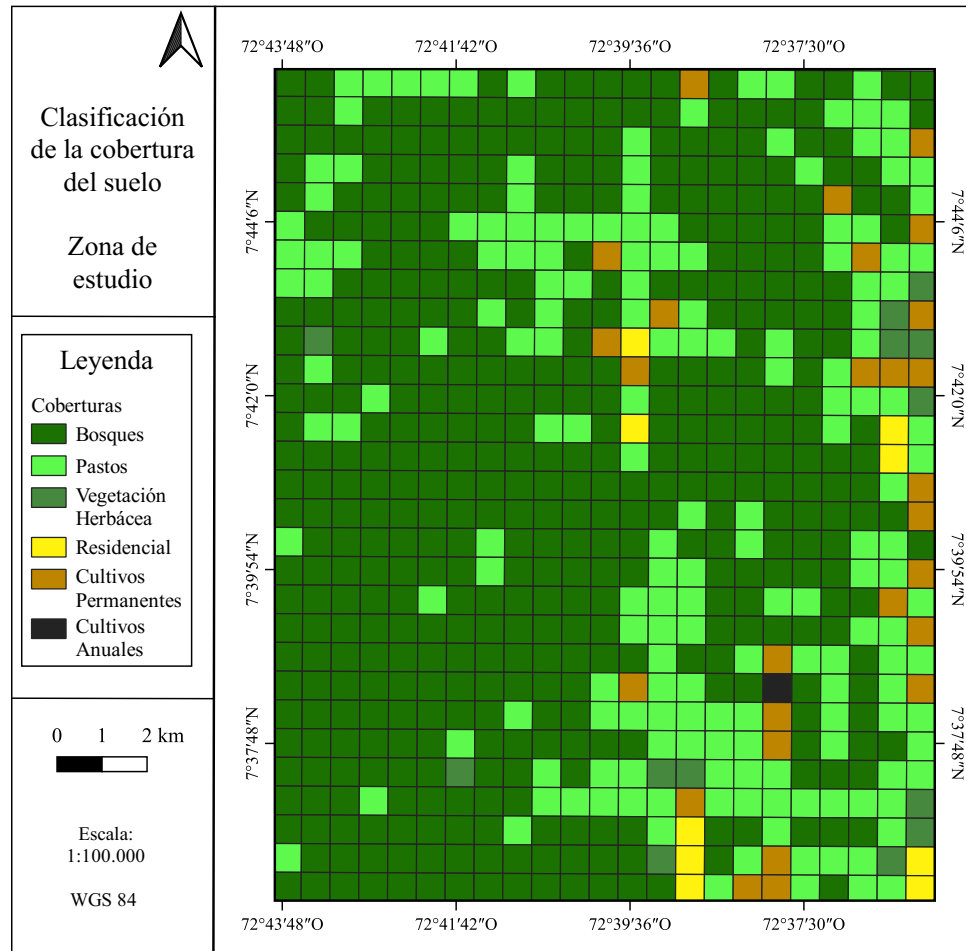 Clasificación
de la cobertura
del suelo
Zona de
estudio
Leyenda
Coberturas
Bosques
Pastos
Vegetación
Herbácea
Residencial
Cultivos
Permanentes
Cultivos
Anuales
0 1 2 km
Escala:
1:100.000
WGS 84
72°43′48″O 72°41′42″O 72°39′36″O 72°37′30″O
7°44′6″N 7°44′6″N
7°42′0″N 7°42′0″N
7°39′54″N 7°39′54″N
7°37′48″N 7°37′48″N
72°43′48″O 72°41′42″O 72°39′36″O 72°37′30″O